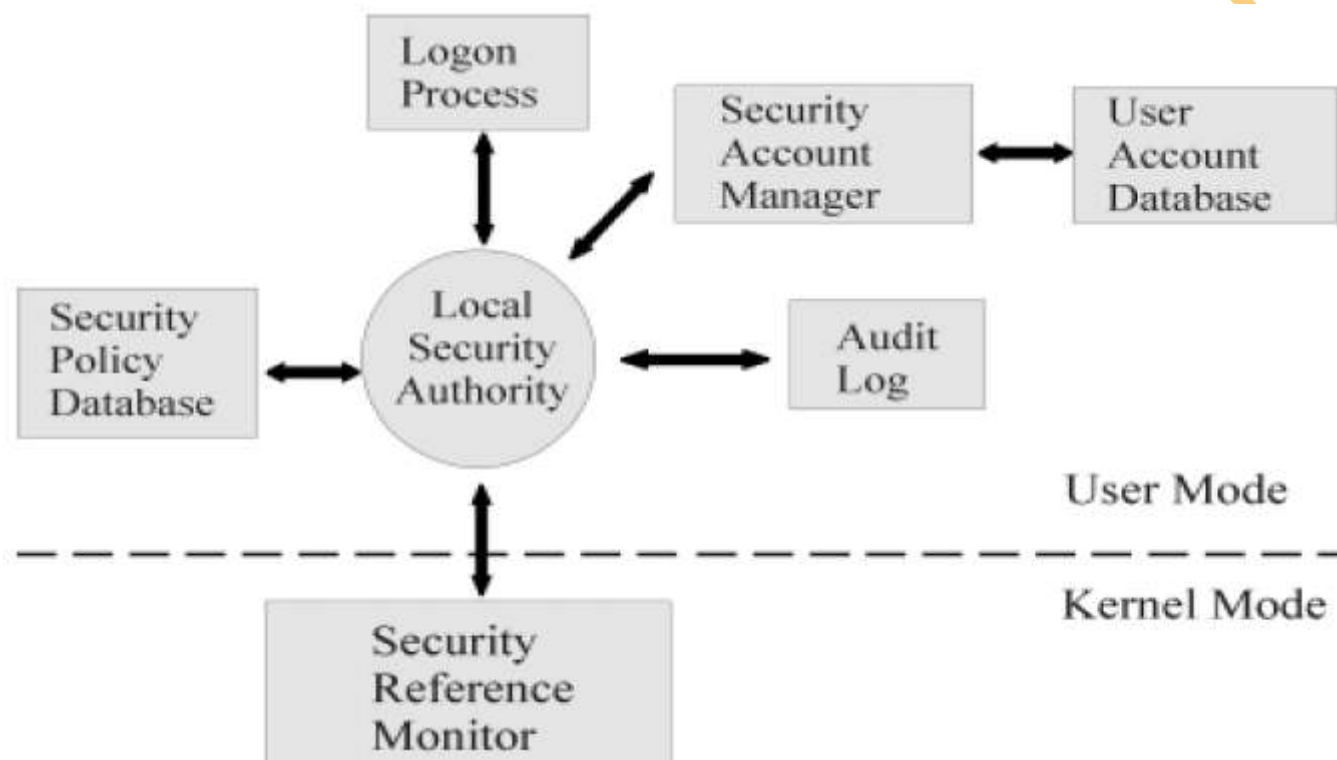 Logon
Process
Security
Account
Manager
User
Account
Database
Security
Policy
Database
Local
Security
Authority
Audit
Log
User Mode
Kernel Mode
Security
Reference
Monitor